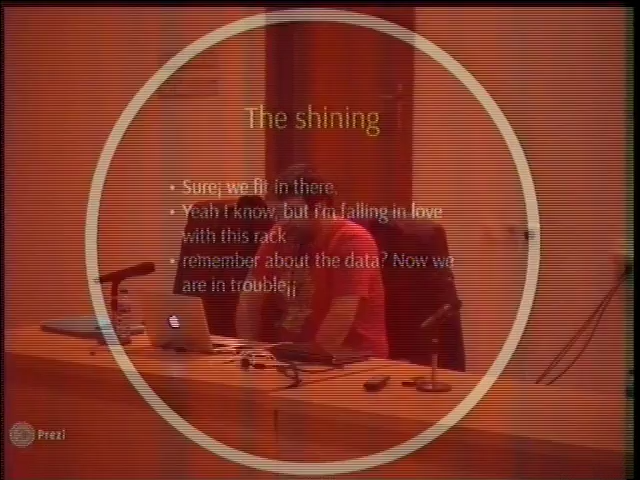 The shining
• Sure¡ we fit in there,
• Yeah I know, but i'm falling in love
with this rack
• remember about the data? Now we
are in trouble¡¡
Prezi